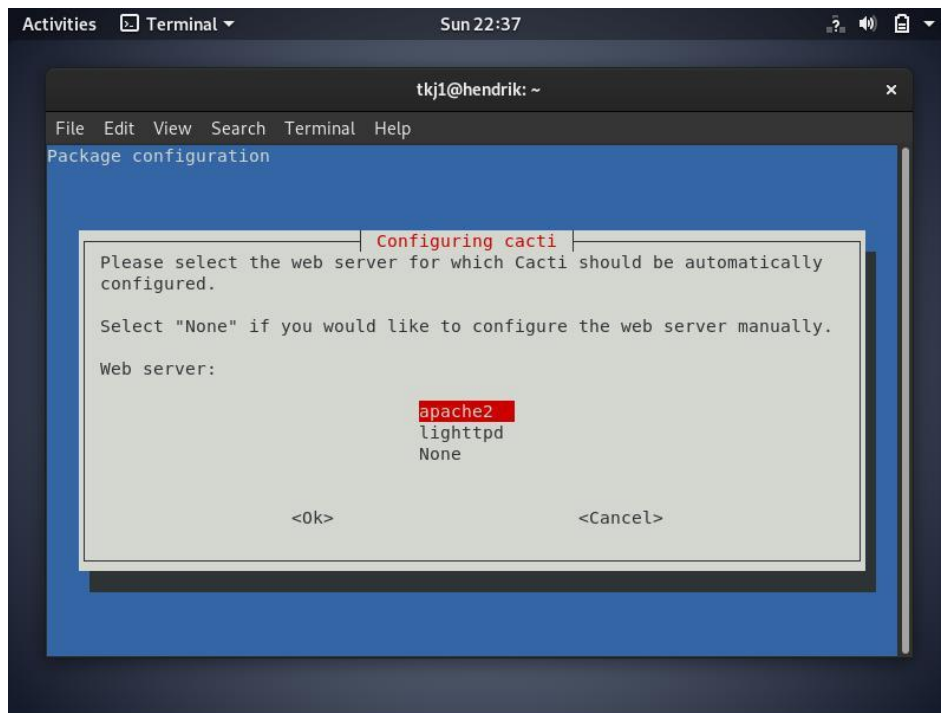 Activities Terminal Sun 22:37
tkj1@hendrik: ~
File Edit View Search Terminal Help
Package configuration
Configuring cacti
Please select the web server for which Cacti should be automatically
configured.
Select "None" if you would like to configure the web server manually.
Web server:
apache2
lighttpd
None
<Ok> <Cancel>